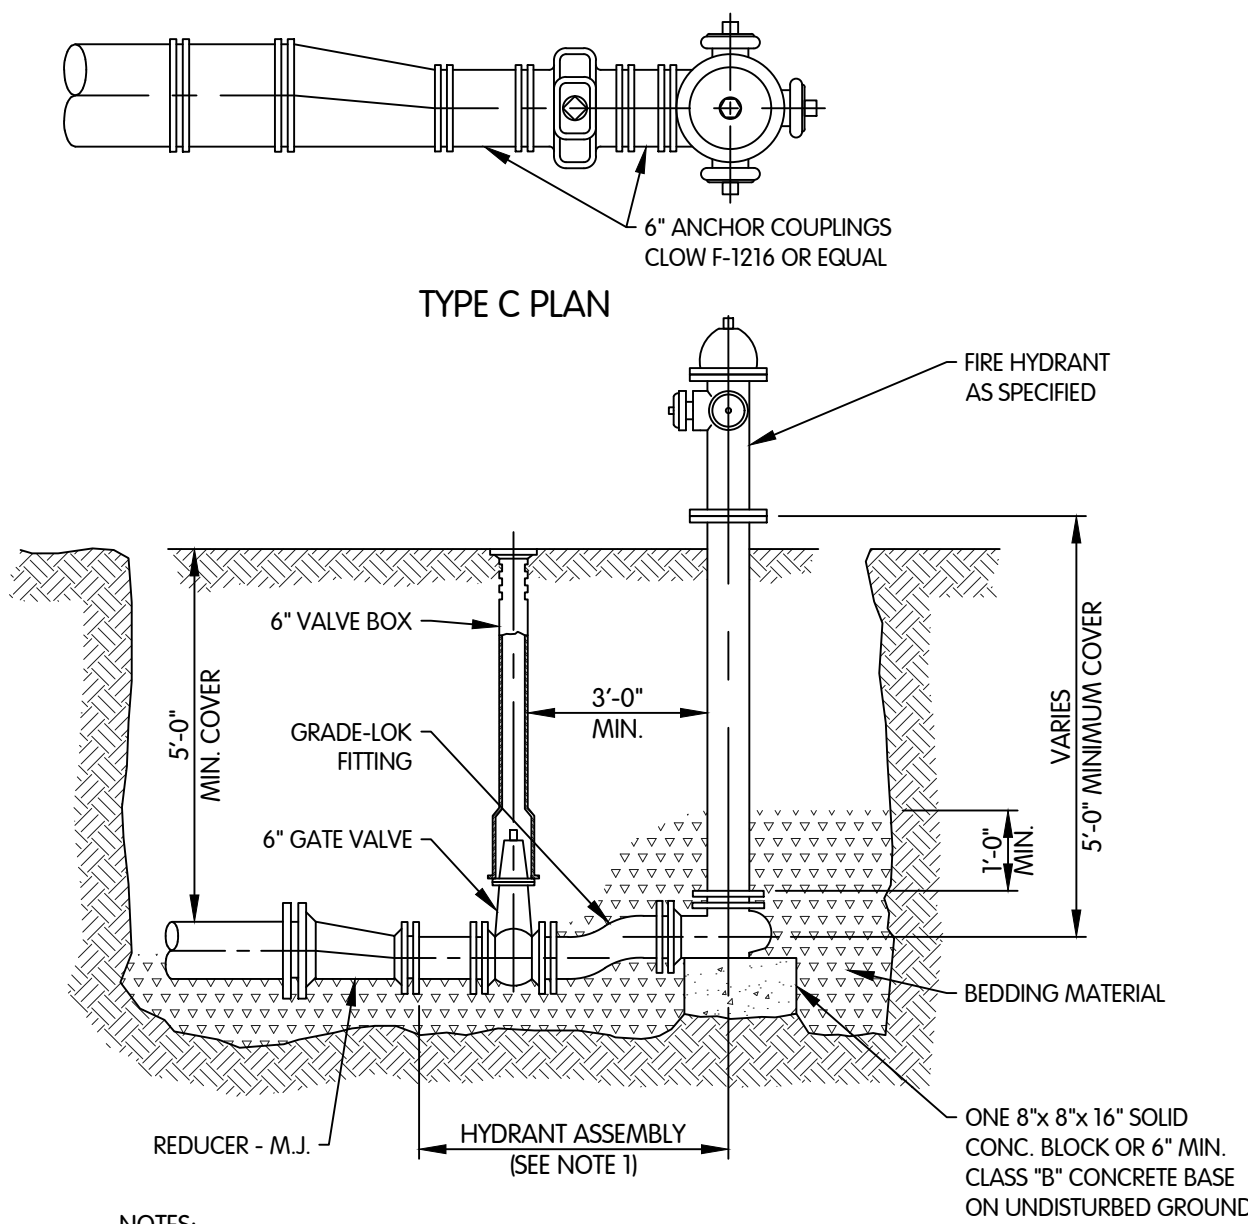 6" ANCHOR COUPLINGS
CLOW F-1216 OR EQUAL
TYPE C PLAN
FIRE HYDRANT
AS SPECIFIED
6" VALVE BOX
3'-0"
MIN.
5'-0"
MIN. COVER
GRADE-LOK
FITTING
VARIES
5'-0" MINIMUM COVER
6" GATE VALVE
1'-0"
MIN.
BEDDING MATERIAL
REDUCER - M.J.
HYDRANT ASSEMBLY
(SEE NOTE 1)
ONE 8"x 8"x 16" SOLID
CONC. BLOCK OR 6" MIN.
CLASS "B" CONCRETE BASE
ON UNDISTURBED GROUND
NOTES: